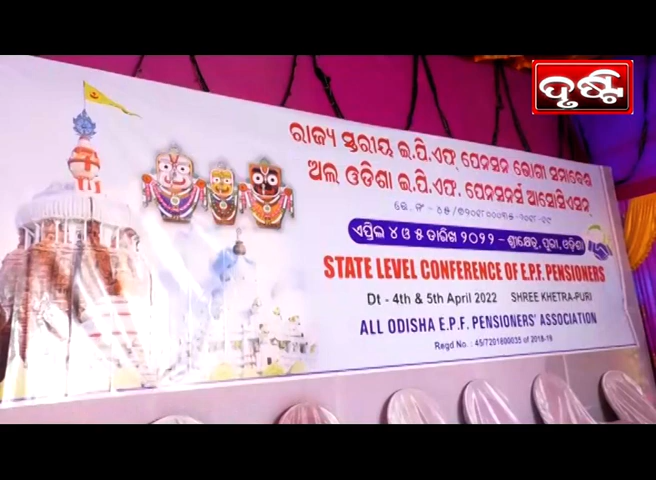 ଦୃଷ୍ଟି
ରାଜ୍ୟ ସ୍ତରୀୟ ଇ.ପି.ଏଫ୍ ପେନସନ ଭୋଗୀ ସମାବେଶ
ଅଲ୍ ଓଡିଶା ଇ.ପି.ଏଫ. ପେନସନର୍ସ ଆସୋସିଏସନ୍
ଏପ୍ରିଲ ୪ ଓ ୫ ତାରିଖ ୨୦୨୨ – ଶ୍ରୀକ୍ଷେତ୍ର, ପୁରୀ, ଓଡ଼ିଶା
STATE LEVEL CONFERENCE OF E.P.F. PENSIONERS
Dt - 4th & 5th April 2022 SHREE KHETRA-PURI
ALL ODISHA E.P.F. PENSIONERS' ASSOCIATION
Regd No. : 45/7201600035 of 2018-19